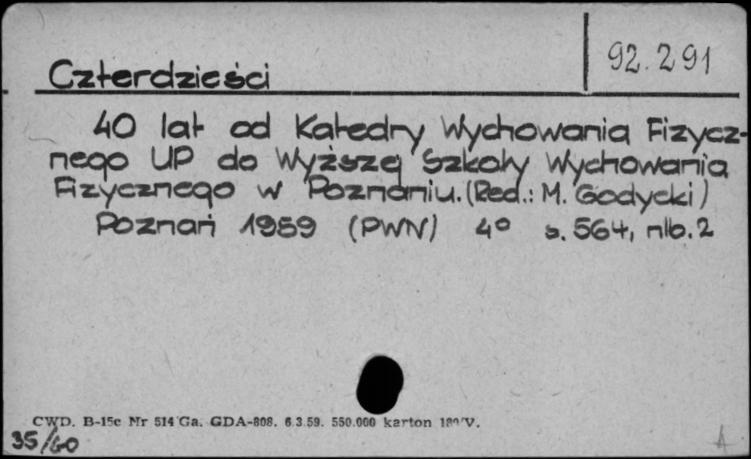 92.291
Czterdzieści
40 lat od Katedry Wychowania Fizycz-
nego UP do Wyższej Szkoły Wychowania
Fizycznego w Poznaniu. (Red.: M. Godycki)
Poznań 1959 (PWN) 4° s. 564, nlb. 2
CWD. B-15c Nr 514 Ga. GDA-808. 6.3.59. 550.000 karton
35/60
A